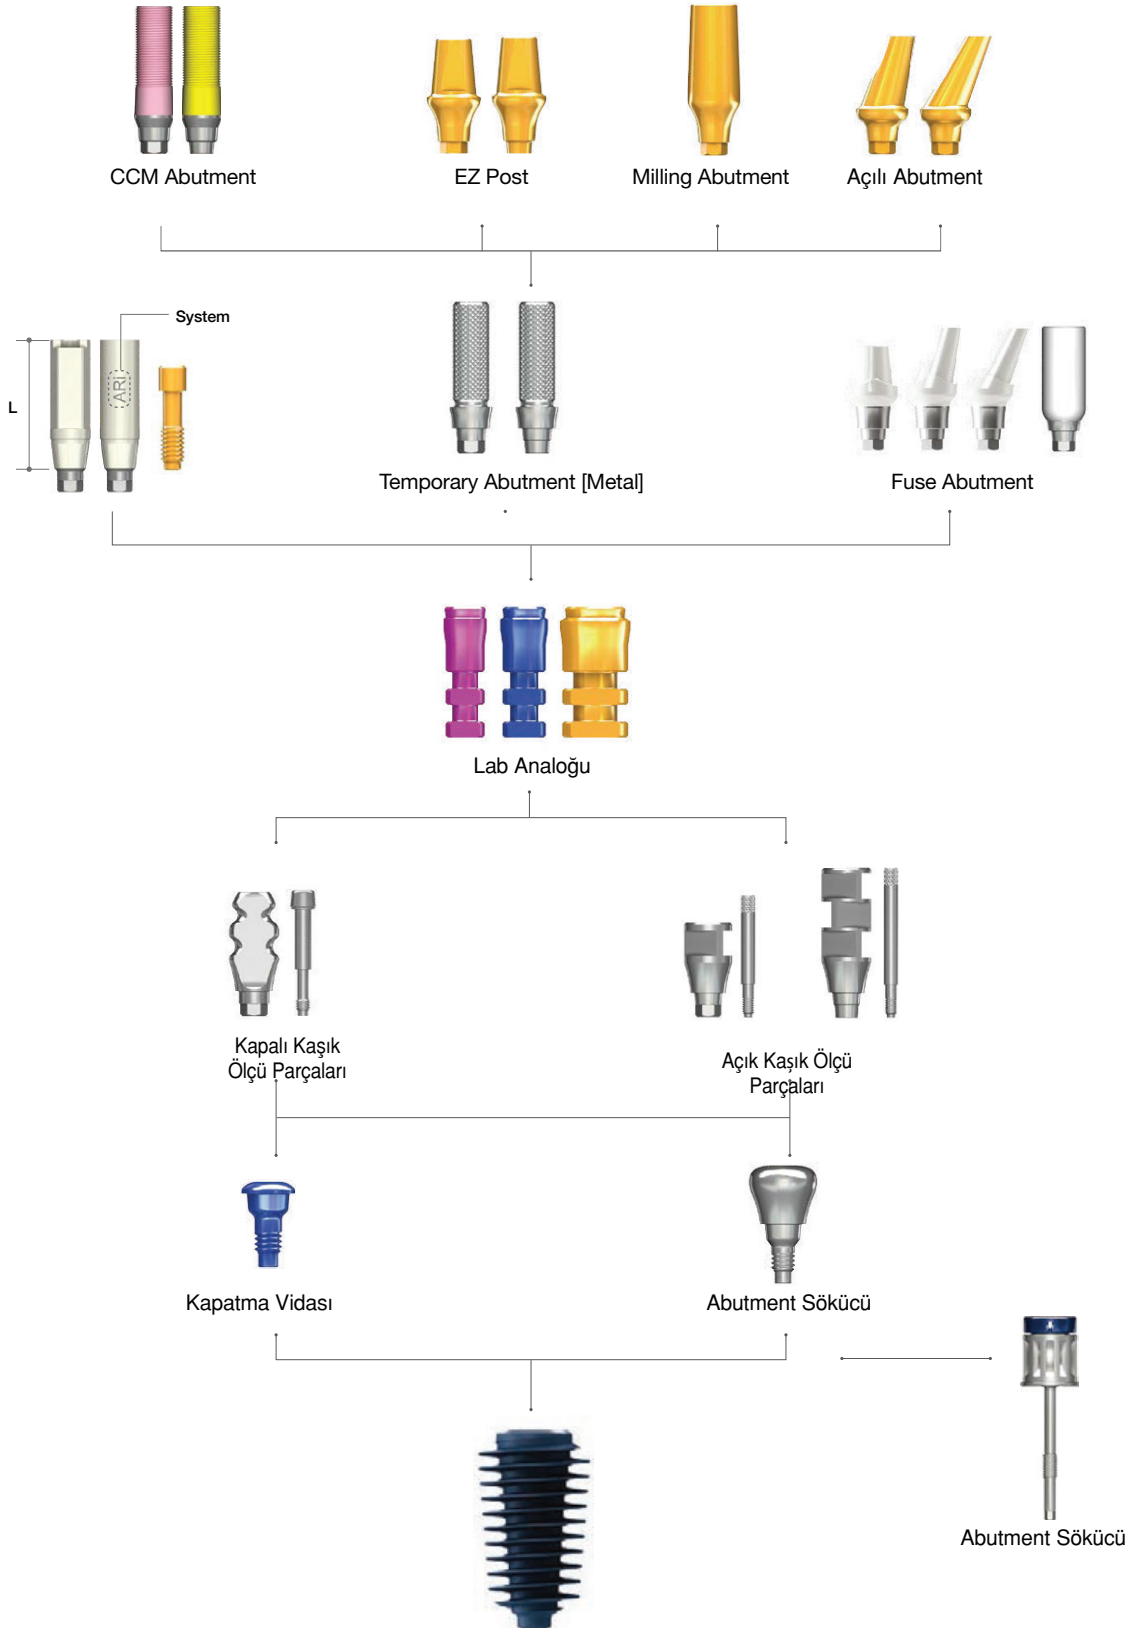 CCM Abutment
EZ Post
Milling Abutment
Açılı Abutment
System
L
ARi
Temporary Abutment [Metal]
Fuse Abutment
Lab Analoğu
Kapalı Kaşık
Ölçü Parçaları
Açık Kaşık Ölçü
Parçaları
Kapatma Vidası
Abutment Sökücü
Abutment Sökücü